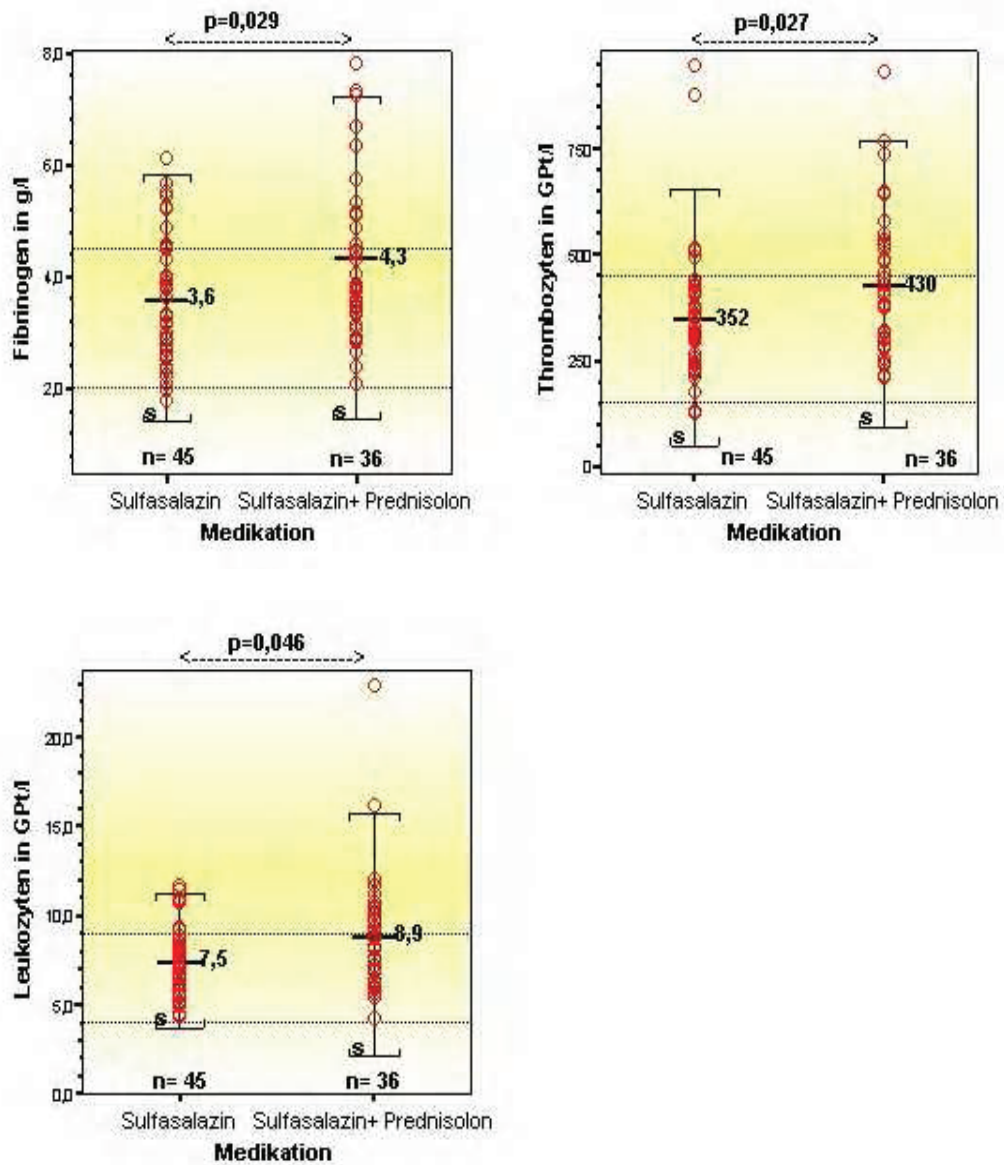 p=0,029
8,0
6,0
4,0
2,0
Fibrinogen in g/l
3,6
4,3
s
s
n= 45
n= 36
Sulfasalazin
Sulfasalazin+ Prednisolon
Medikation
p=0,027
750
500
250
0
Thrombozyten in GPt/l
352
430
s
s
n= 45
n= 36
Sulfasalazin
Sulfasalazin+ Prednisolon
Medikation
p=0,046
20,0
15,0
10,0
5,0
0,0
Leukozyten in GPt/l
7,5
8,9
s
s
n= 45
n= 36
Sulfasalazin
Sulfasalazin+ Prednisolon
Medikation